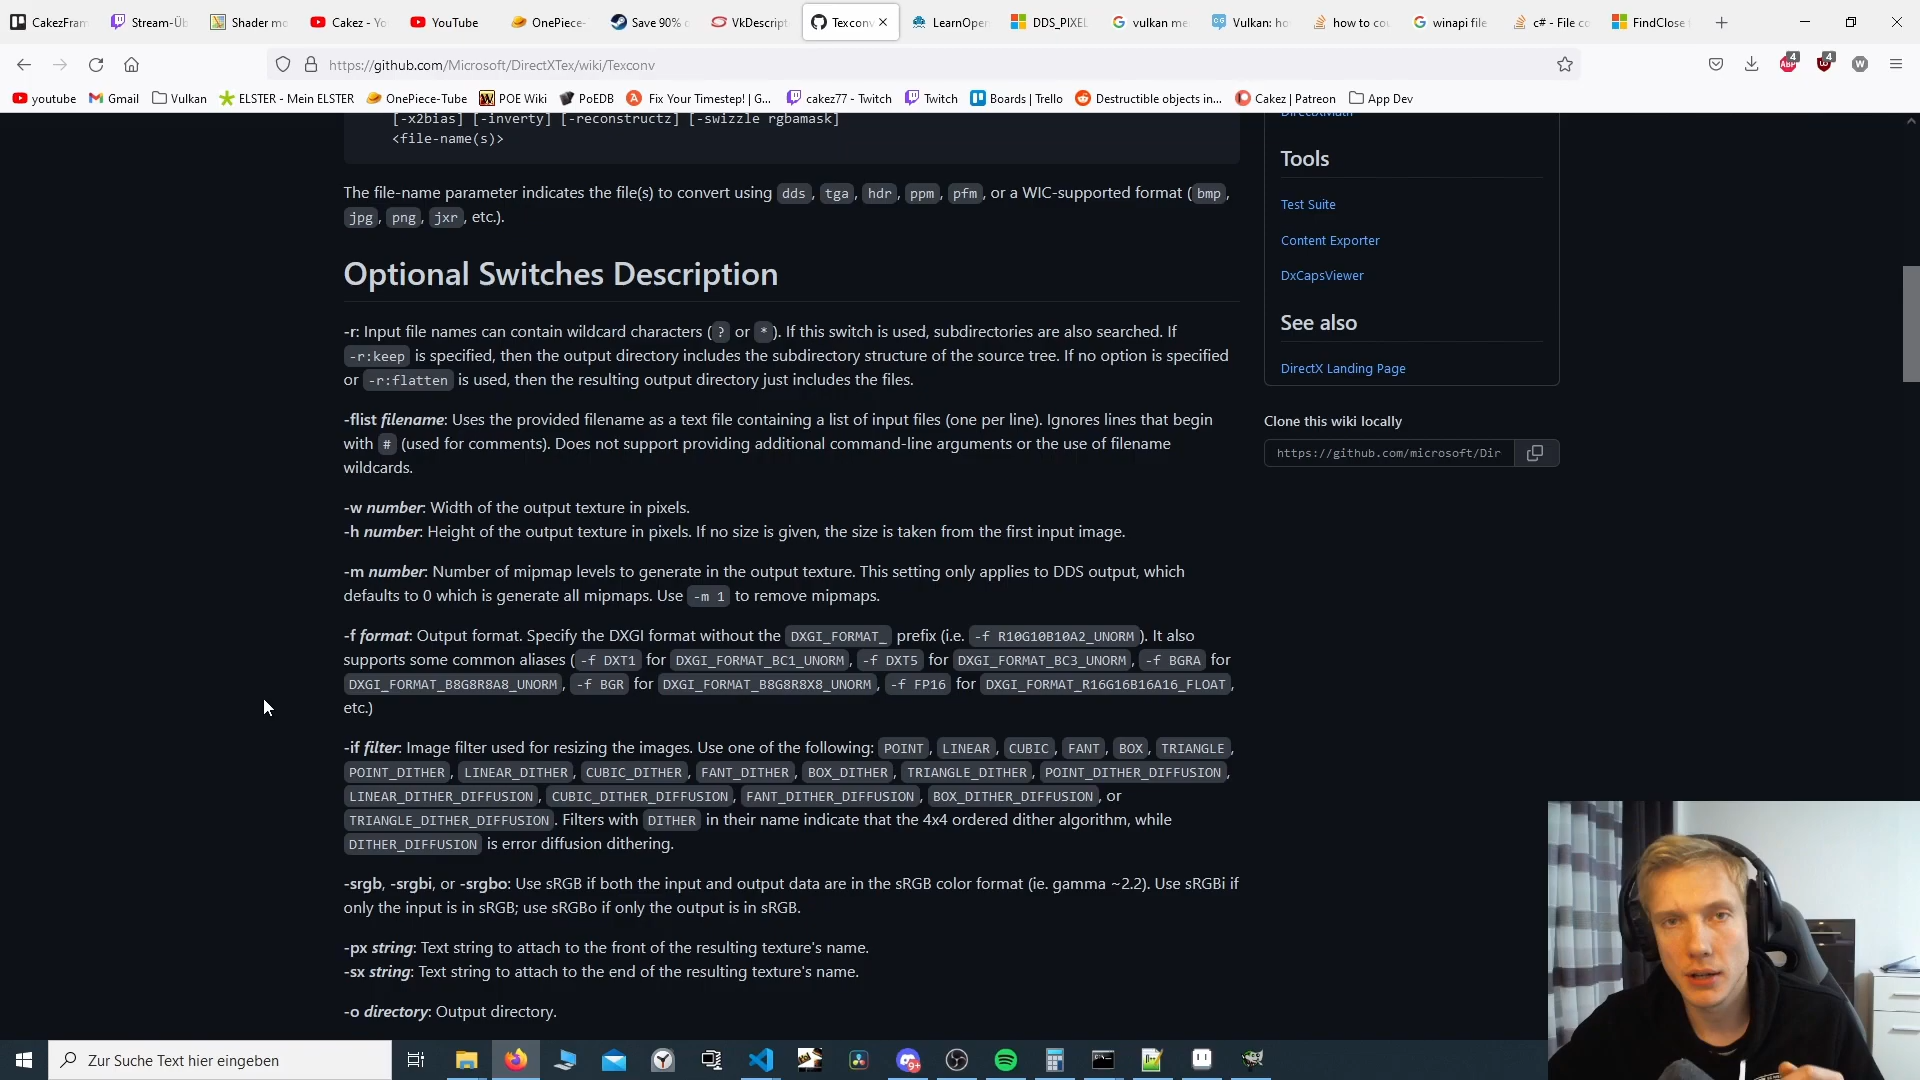 CakezFram
Stream-Üb
Shader mo
Cakez - Yo
YouTube
OnePiece-
Save 90% o
VkDescript
Texconv
LearnOpen
DDS_PIXEL
vulkan me
Vulkan: ho
how to cou
winapi file
c# - File co
FindClose
https://github.com/Microsoft/DirectXTex/wiki/Texconv
youtube
Gmail
Vulkan
ELSTER - Mein ELSTER
OnePiece-Tube
POE Wiki
PoEDB
Fix Your Timestep! | G...
cakez77 - Twitch
Twitch
Boards | Trello
Destructible objects in...
Cakez | Patreon
App Dev
[-x2bias] [-inverty] [-reconstructz] [-swizzle rgbamask]
<file-name(s)>
The file-name parameter indicates the file(s) to convert using dds, tga, hdr, ppm, pfm, or a WIC-supported format (bmp,
jpg, png, jxr, etc.).
Optional Switches Description
-r: Input file names can contain wildcard characters (? or *). If this switch is used, subdirectories are also searched. If
-r:keep is specified, then the output directory includes the subdirectory structure of the source tree. If no option is specified
or -r:flatten is used, then the resulting output directory just includes the files.
-flist filename: Uses the provided filename as a text file containing a list of input files (one per line). Ignores lines that begin
with # (used for comments). Does not support providing additional command-line arguments or the use of filename
wildcards.
-w number: Width of the output texture in pixels.
-h number: Height of the output texture in pixels. If no size is given, the size is taken from the first input image.
-m number: Number of mipmap levels to generate in the output texture. This setting only applies to DDS output, which
defaults to 0 which is generate all mipmaps. Use -m 1 to remove mipmaps.
-f format: Output format. Specify the DXGI format without the DXGI_FORMAT_ prefix (i.e. -f R10G10B10A2_UNORM). It also
supports some common aliases (-f DXT1 for DXGI_FORMAT_BC1_UNORM, -f DXT5 for DXGI_FORMAT_BC3_UNORM, -f BGRA for
DXGI_FORMAT_B8G8R8A8_UNORM, -f BGR for DXGI_FORMAT_B8G8R8X8_UNORM, -f FP16 for DXGI_FORMAT_R16G16B16A16_FLOAT,
etc.)
-if filter: Image filter used for resizing the images. Use one of the following: POINT, LINEAR, CUBIC, FANT, BOX, TRIANGLE,
POINT_DITHER, LINEAR_DITHER, CUBIC_DITHER, FANT_DITHER, BOX_DITHER, TRIANGLE_DITHER, POINT_DITHER_DIFFUSION,
LINEAR_DITHER_DIFFUSION, CUBIC_DITHER_DIFFUSION, FANT_DITHER_DIFFUSION, BOX_DITHER_DIFFUSION, or
TRIANGLE_DITHER_DIFFUSION. Filters with DITHER in their name indicate that the 4x4 ordered dither algorithm, while
DITHER_DIFFUSION is error diffusion dithering.
-srgb, -srgbi, or -srgbo: Use sRGB if both the input and output data are in the sRGB color format (ie. gamma ~2.2). Use sRGBi if
only the input is in sRGB; use sRGBo if only the output is in sRGB.
-px string: Text string to attach to the front of the resulting texture's name.
-sx string: Text string to attach to the end of the resulting texture's name.
-o directory: Output directory.
DirectXMath
Tools
Test Suite
Content Exporter
DxCapsViewer
See also
DirectX Landing Page
Clone this wiki locally
https://github.com/microsoft/Dir
Zur Suche Text hier eingeben